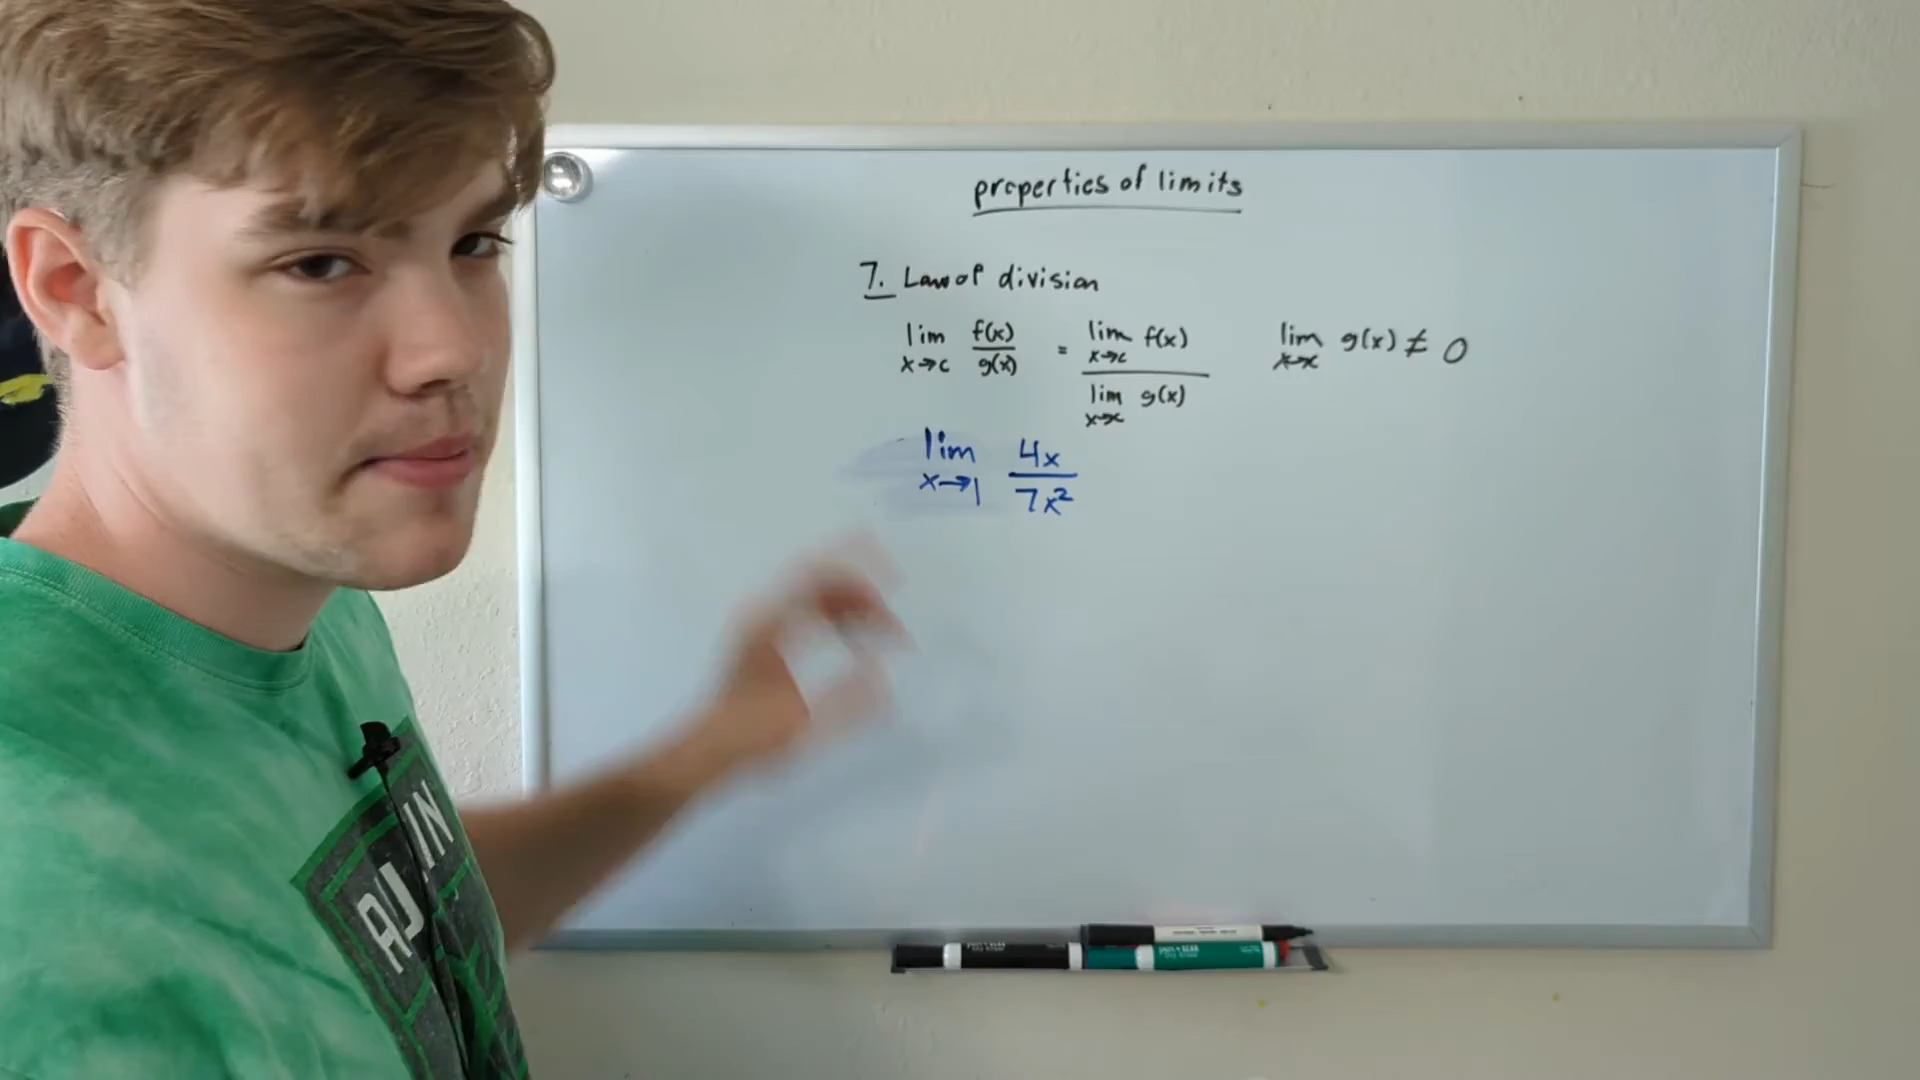 properties of limits
7. Law of division
lim x→c f(x)/g(x) = lim x→c f(x) / lim x→c g(x)   lim x→c g(x) ≠ 0
lim x→1 4x/7x²